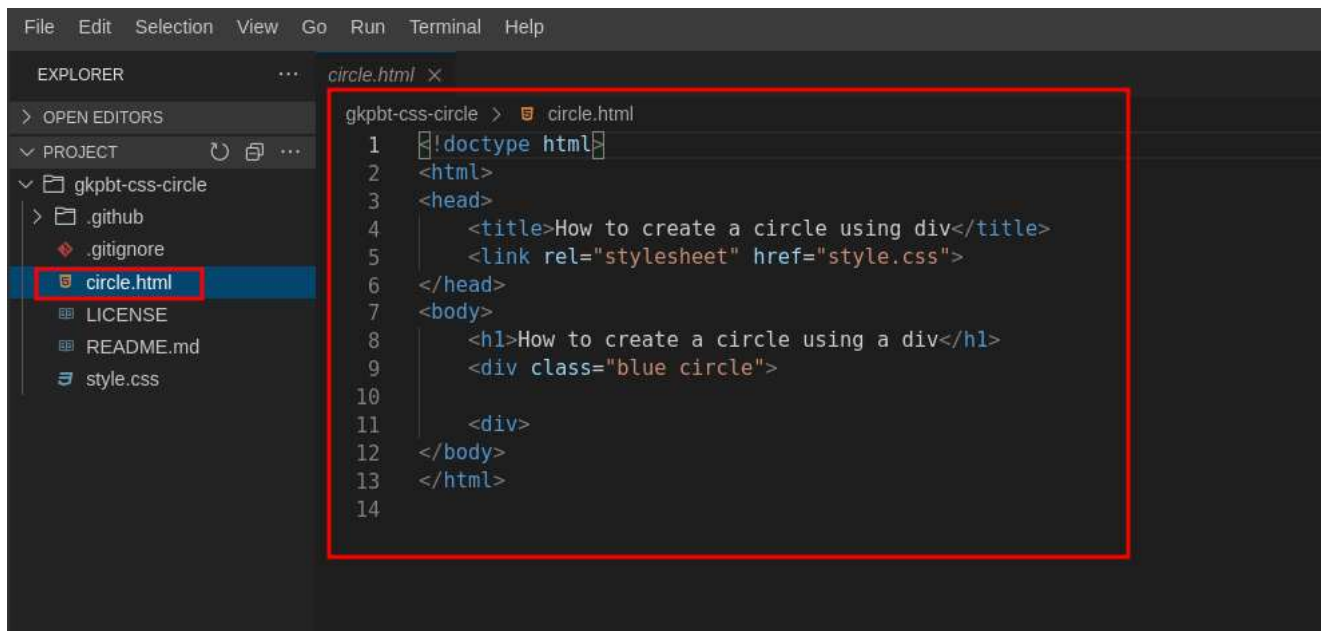 File Edit Selection View Go Run Terminal Help
EXPLORER ···
OPEN EDITORS
PROJECT ···
gkpbt-css-circle
.github
.gitignore
circle.html
LICENSE
README.md
style.css
circle.html ×
gkpbt-css-circle > circle.html
1 <!doctype html>
2 <html>
3 <head>
4 <title>How to create a circle using div</title>
5 <link rel="stylesheet" href="style.css">
6 </head>
7 <body>
8 <h1>How to create a circle using a div</h1>
9 <div class="blue circle">
10
11 <div>
12 </body>
13 </html>
14